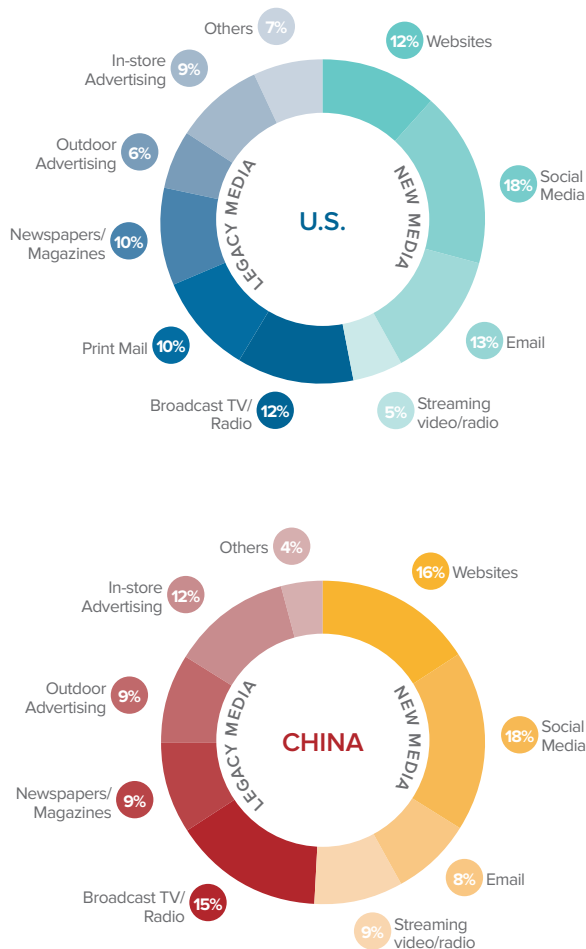 Others
7%
12%
Websites
In-store
Advertising
9%
Outdoor
Advertising
6%
18%
Social
Media
LEGACY MEDIA
NEW MEDIA
U.S.
Newspapers/
Magazines
10%
Print Mail
10%
13%
Email
Broadcast TV/
Radio
12%
5%
Streaming
video/radio
Others
4%
16%
Websites
In-store
Advertising
12%
Outdoor
Advertising
9%
18%
Social
Media
LEGACY MEDIA
NEW MEDIA
CHINA
Newspapers/
Magazines
9%
8%
Email
Broadcast TV/
Radio
15%
9%
Streaming
video/radio